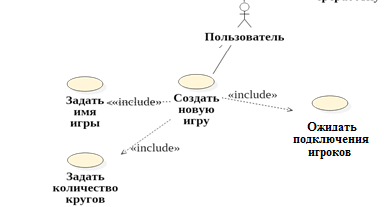 Пользователь
Задать
имя
игры
«include»
Создать
новую
игру
«include»
Ожидать
подключения
игроков
«include»
Задать
количество
кругов